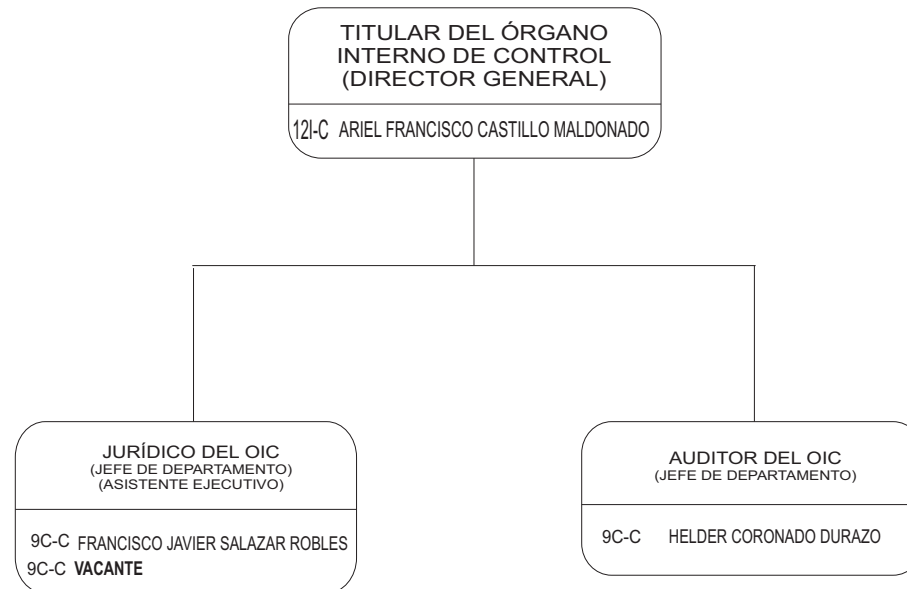 TITULAR DEL ÓRGANO
INTERNO DE CONTROL
(DIRECTOR GENERAL)
12I-C ARIEL FRANCISCO CASTILLO MALDONADO
JURÍDICO DEL OIC
(JEFE DE DEPARTAMENTO)
(ASISTENTE EJECUTIVO)
9C-C FRANCISCO JAVIER SALAZAR ROBLES
9C-C VACANTE
AUDITOR DEL OIC
(JEFE DE DEPARTAMENTO)
9C-C HELDER CORONADO DURAZO